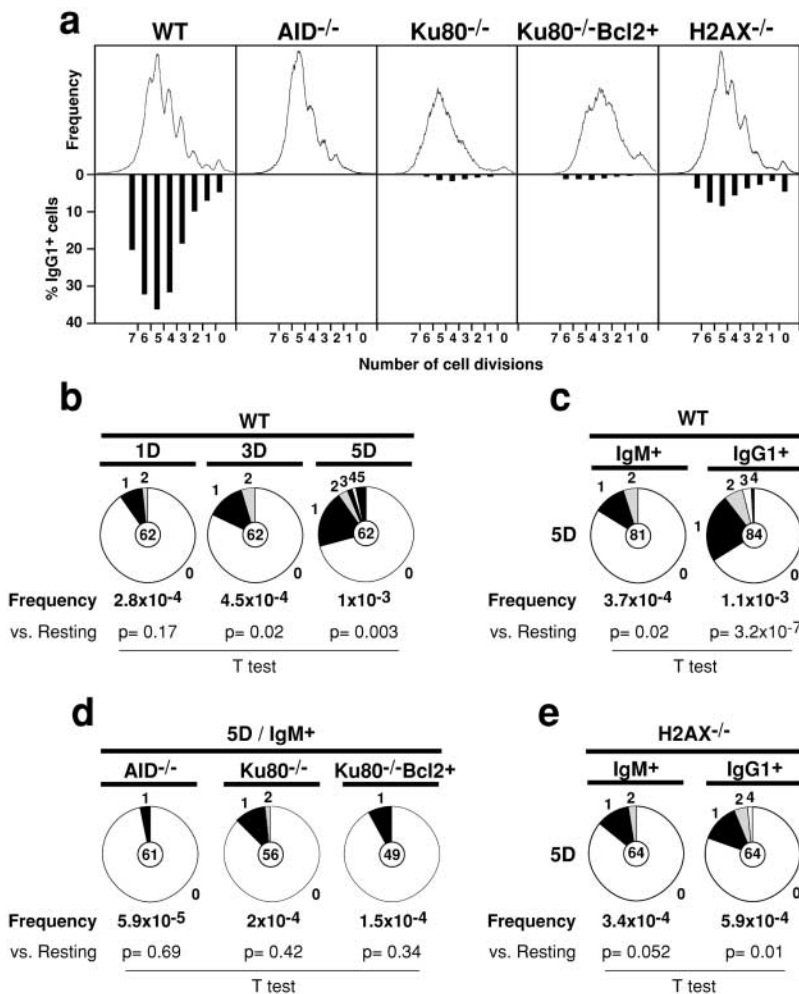 a
WT AID-/- Ku80-/- Ku80-/-Bcl2+ H2AX-/-
Frequency
0
10
20
30
40
% IgG1+ cells
7 6 5 4 3 2 1 0 7 6 5 4 3 2 1 0 7 6 5 4 3 2 1 0 7 6 5 4 3 2 1 0 7 6 5 4 3 2 1 0
Number of cell divisions
b
WT
1D 3D 5D
1 2 1 2 1 2 3 4 5
62 62 62
0 0 0
Frequency 2.8x10-4 4.5x10-4 1x10-3
vs. Resting p= 0.17 p= 0.02 p= 0.003
T test
c
WT
IgM+ IgG1+
1 2 1 2 3 4
5D 81 84
0 0
3.7x10-4 1.1x10-3
p= 0.02 p= 3.2x10-7
T test
d
5D / IgM+
AID-/- Ku80-/- Ku80-/-Bcl2+
1 1 2 1
61 56 49
0 0 0
Frequency 5.9x10-5 2x10-4 1.5x10-4
vs. Resting p= 0.69 p= 0.42 p= 0.34
T test
e
H2AX-/-
IgM+ IgG1+
1 2 1 2 4
5D 64 64
0 0
3.4x10-4 5.9x10-4
p= 0.052 p= 0.01
T test